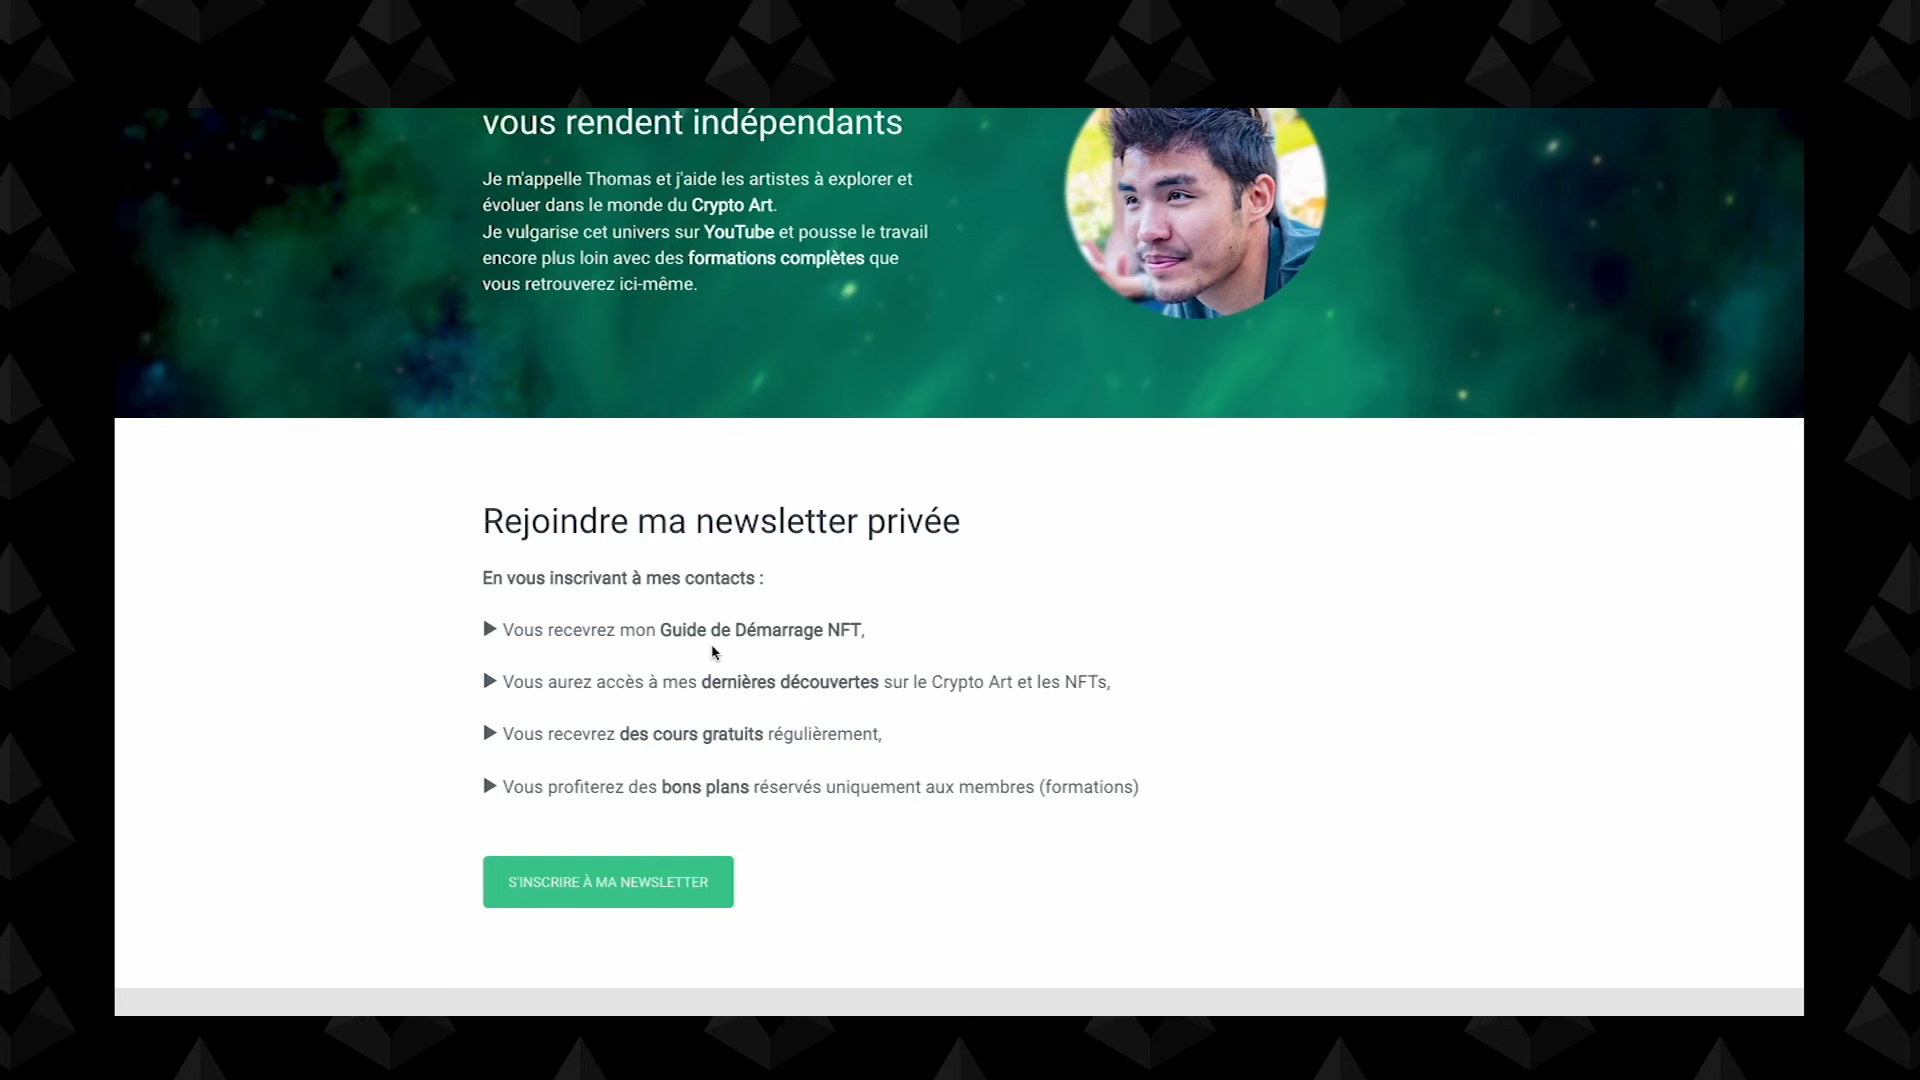 vous rendent indépendants
Je m'appelle Thomas et j'aide les artistes à explorer et
évoluer dans le monde du Crypto Art.
Je vulgarise cet univers sur YouTube et pousse le travail
encore plus loin avec des formations complètes que
vous retrouverez ici-même.
Rejoindre ma newsletter privée
En vous inscrivant à mes contacts :
▶ Vous recevrez mon Guide de Démarrage NFT,
▶ Vous aurez accès à mes dernières découvertes sur le Crypto Art et les NFTs,
▶ Vous recevrez des cours gratuits régulièrement,
▶ Vous profiterez des bons plans réservés uniquement aux membres (formations)
S'INSCRIRE À MA NEWSLETTER